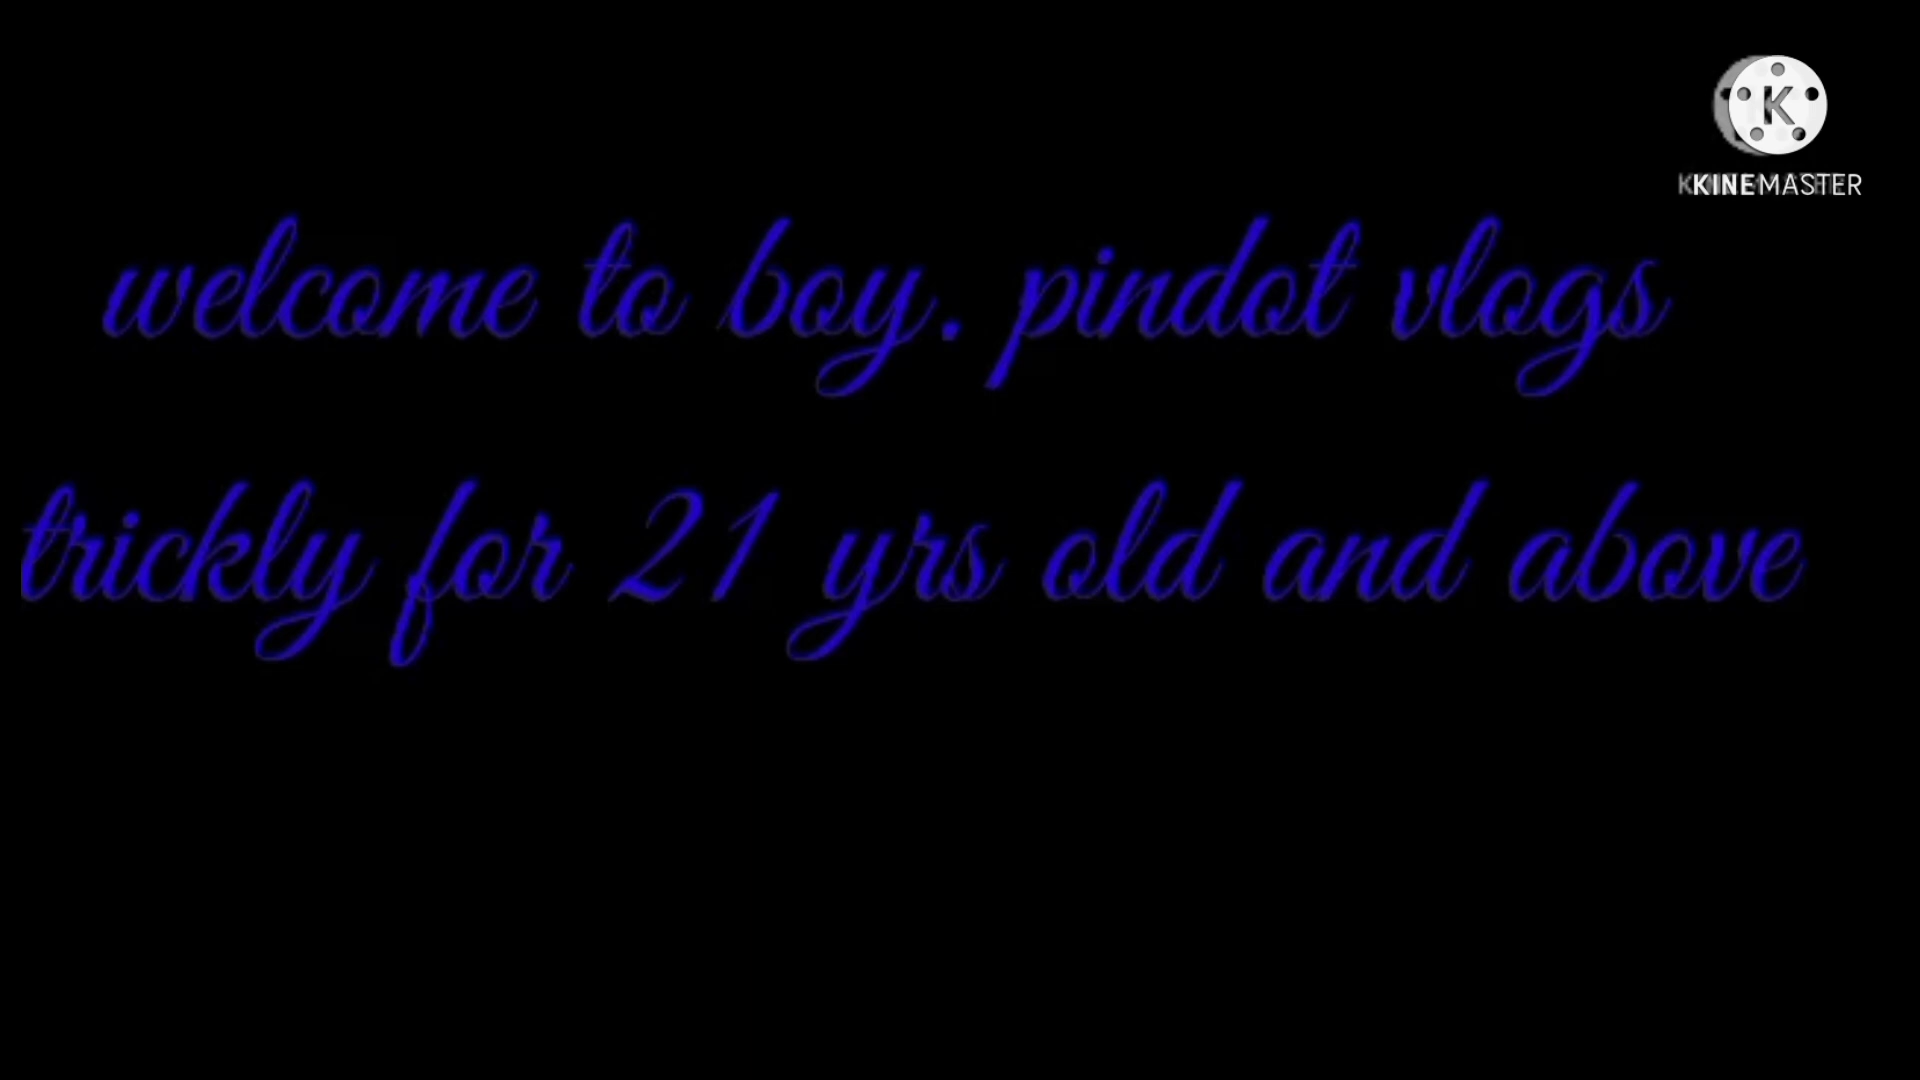 KINEMASTER
welcome to boy. pindot vlogs
trickly for 21 yrs old and above